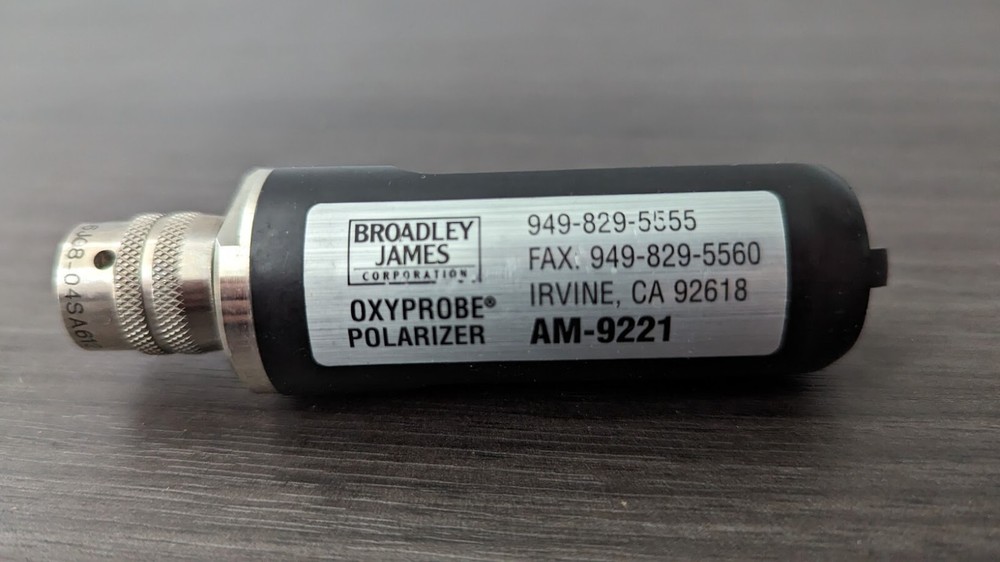 BROADLEY
JAMES
CORPORATION
OXYPROBE®
POLARIZER
949-829-5555
FAX. 949-829-5560
IRVINE, CA 92618
AM-9221